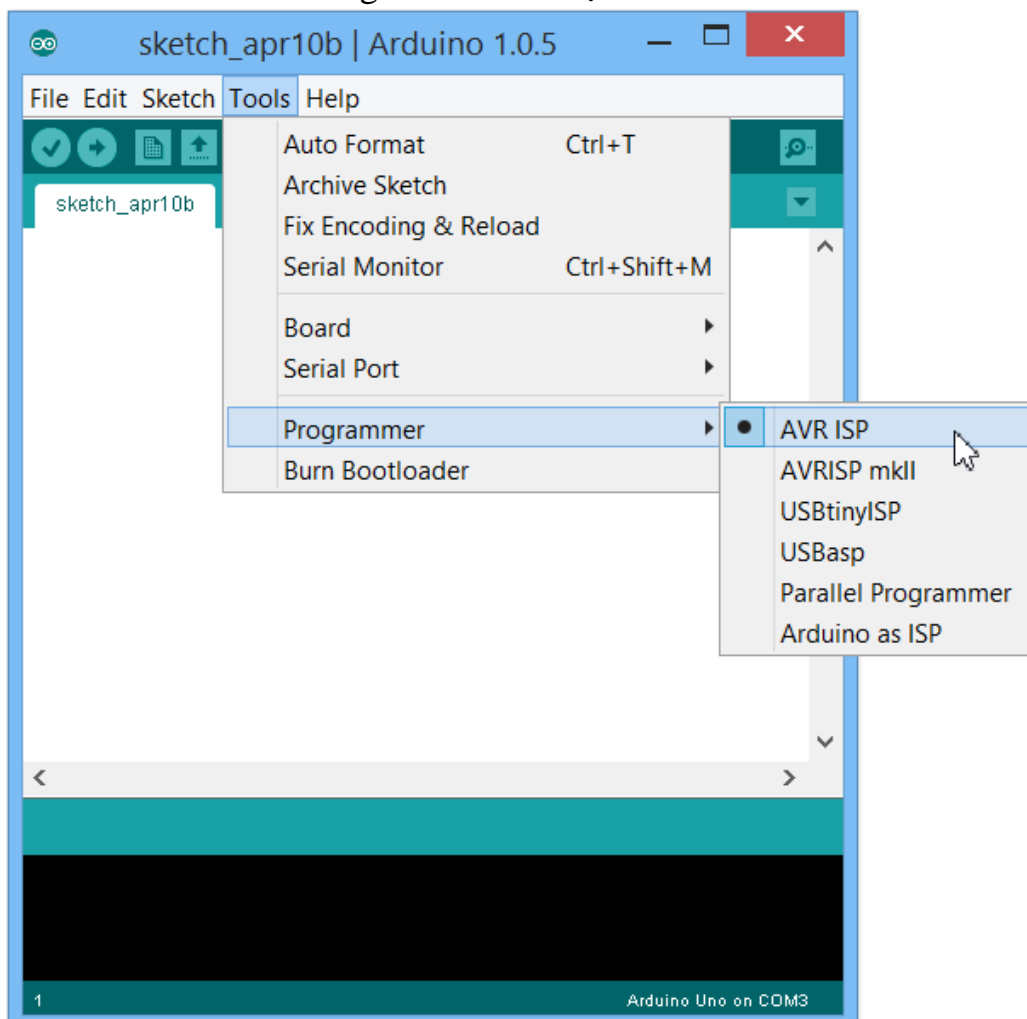 sketch_apr10b | Arduino 1.0.5
File Edit Sketch Tools Help
sketch_apr10b
Auto Format Ctrl+T
Archive Sketch
Fix Encoding & Reload
Serial Monitor Ctrl+Shift+M
Board
Serial Port
Programmer
Burn Bootloader
AVR ISP
AVRISP mkII
USBtinyISP
USBasp
Parallel Programmer
Arduino as ISP
1 Arduino Uno on COM3